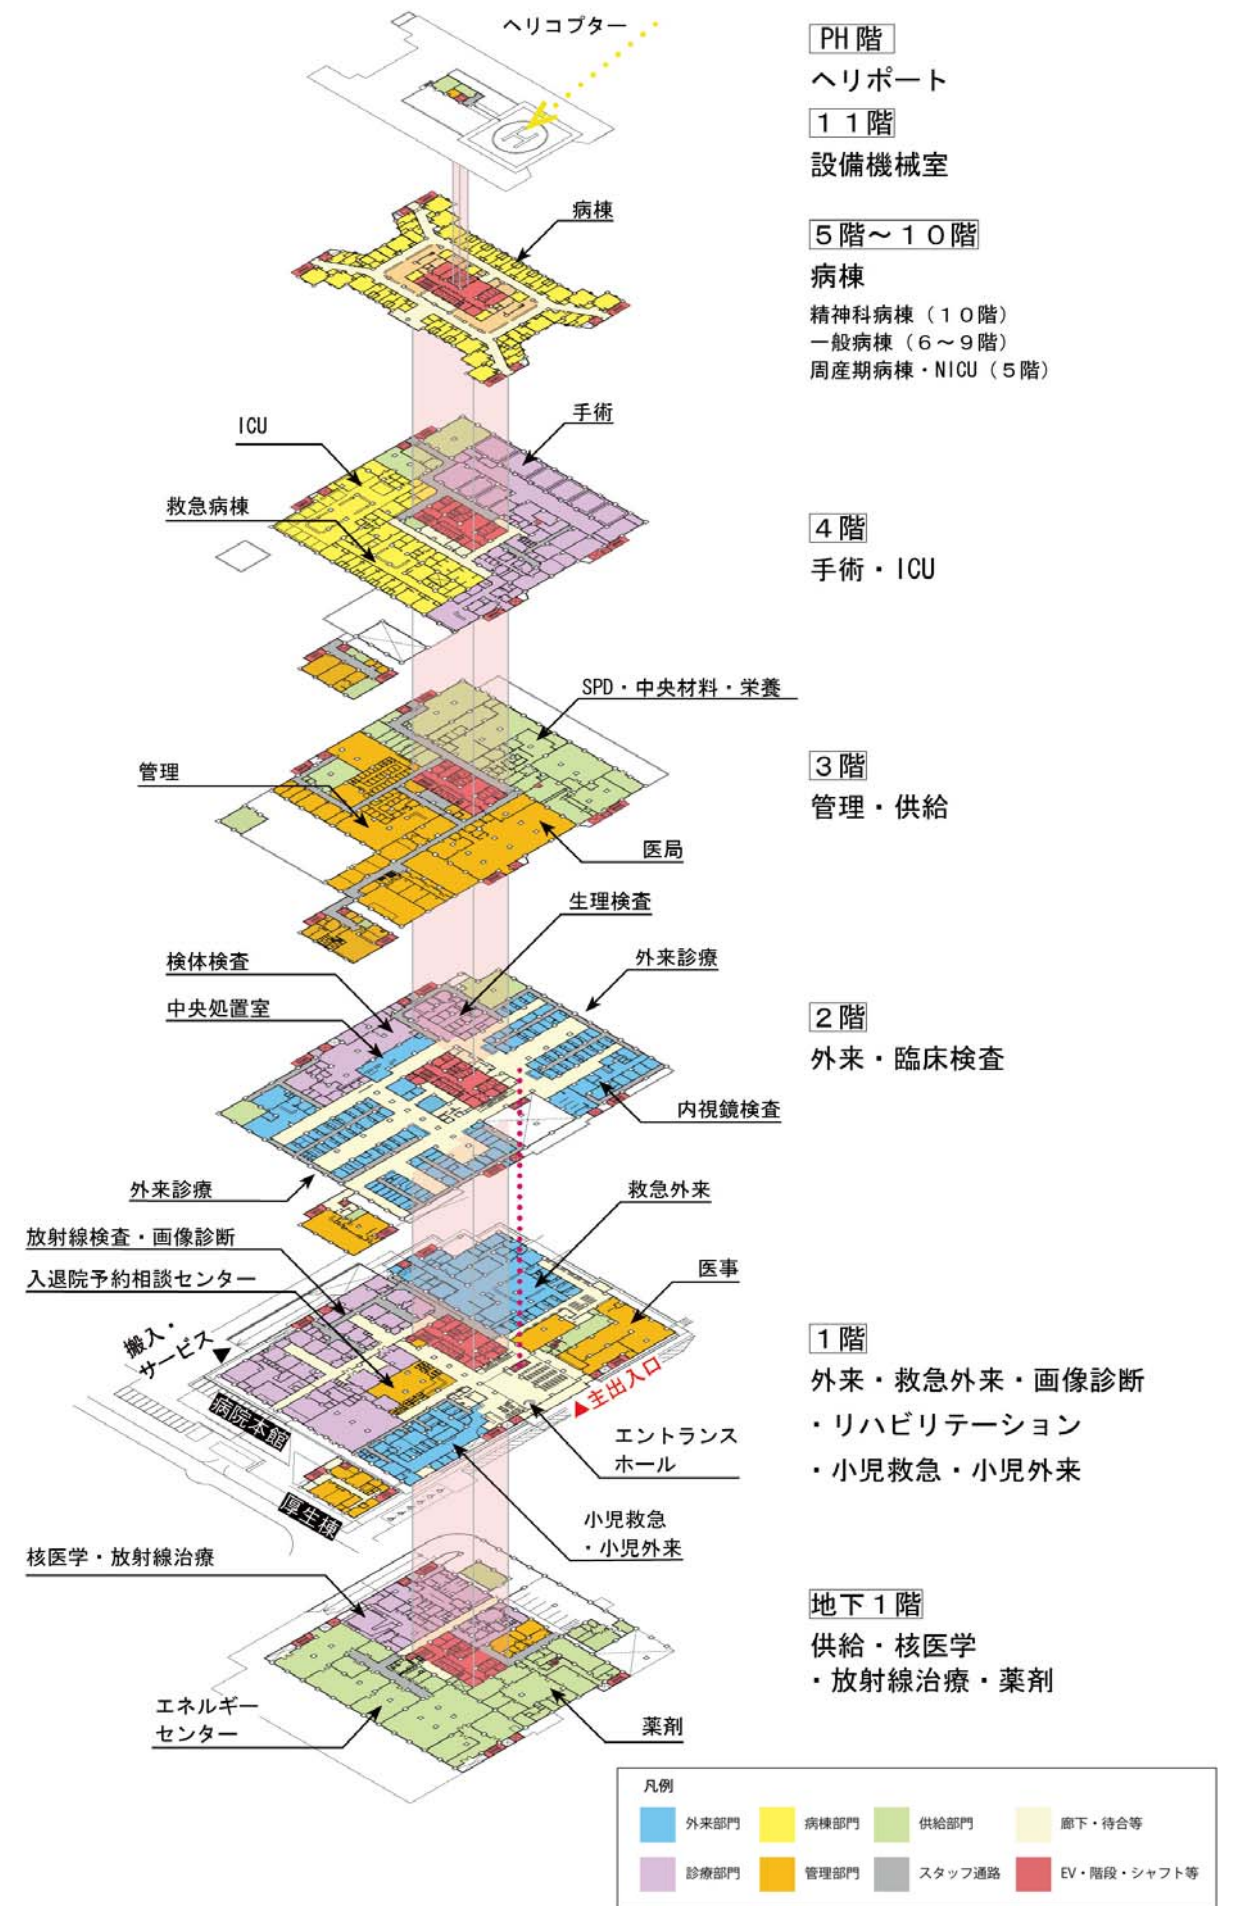 ヘリコプター
PH階
ヘリポート
11階
設備機械室
病棟
5階～10階
病棟
精神科病棟（10階）
一般病棟（6～9階）
周産期病棟・NICU（5階）
手術
ICU
救急病棟
4階
手術・ICU
SPD・中央材料・栄養
管理
医局
3階
管理・供給
生理検査
検体検査
外来診療
中央処置室
2階
外来・臨床検査
内視鏡検査
外来診療
救急外来
放射線検査・画像診断
入退院予約相談センター
医事
搬入・
サービス
病院本館
厚生棟
▲主出入口
エントランス
ホール
小児救急
・小児外来
1階
外来・救急外来・画像診断
・リハビリテーション
・小児救急・小児外来
核医学・放射線治療
地下1階
供給・核医学
・放射線治療・薬剤
エネルギー
センター
薬剤
凡例
外来部門
病棟部門
供給部門
廊下・待合等
診療部門
管理部門
スタッフ通路
EV・階段・シャフト等